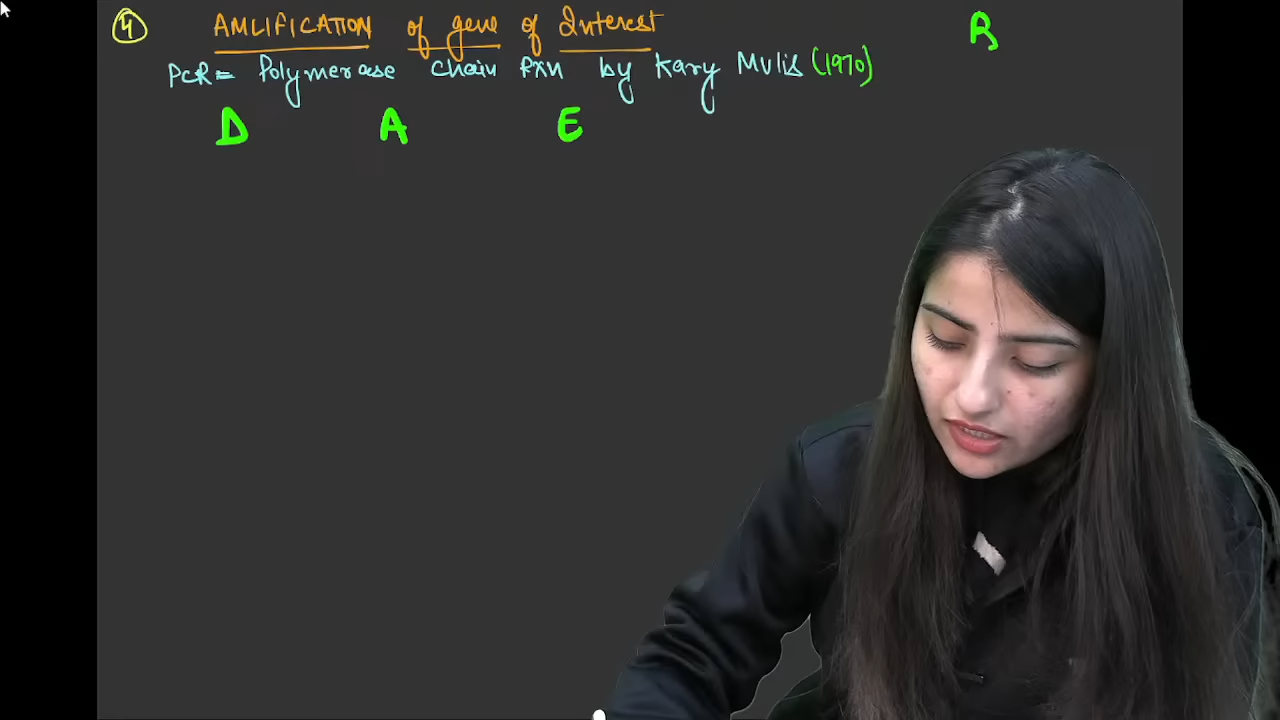 4 AMLIFICATION of gene of Interest R
PCR = Polymerase Chain Rxn by Kary Mulis (1970)
D A E